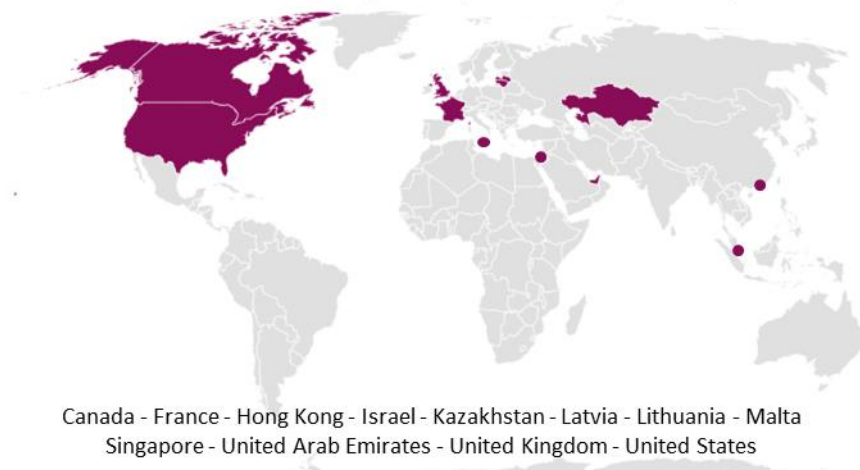 Canada - France - Hong Kong - Israel - Kazakhstan - Latvia - Lithuania - Malta
Singapore - United Arab Emirates - United Kingdom - United States